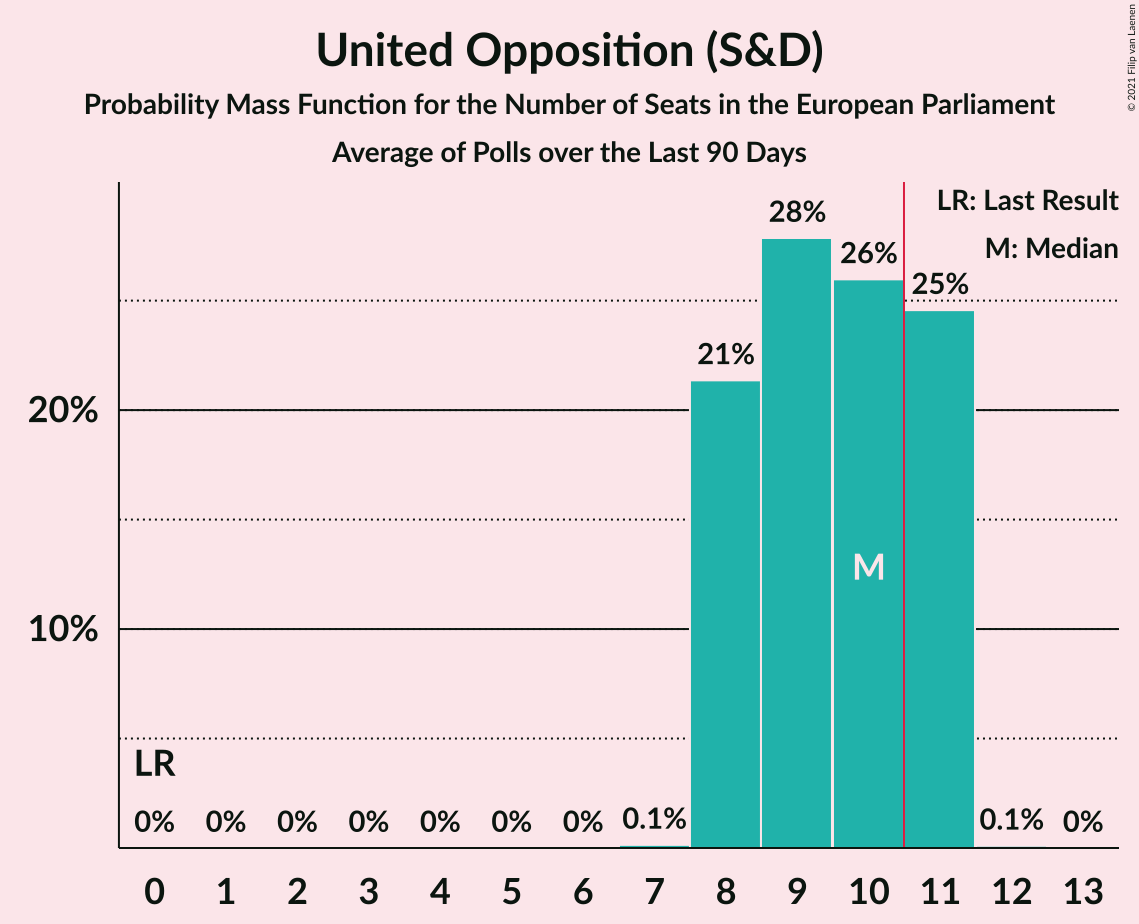 United Opposition (S&D)
Probability Mass Function for the Number of Seats in the European Parliament
Average of Polls over the Last 90 Days
© 2021 Filip van Laenen
LR: Last Result
M: Median
28%
26%
25%
21%
20%
M
10%
LR
0% 0% 0% 0% 0% 0% 0% 0.1% 0.1% 0%
0 1 2 3 4 5 6 7 8 9 10 11 12 13